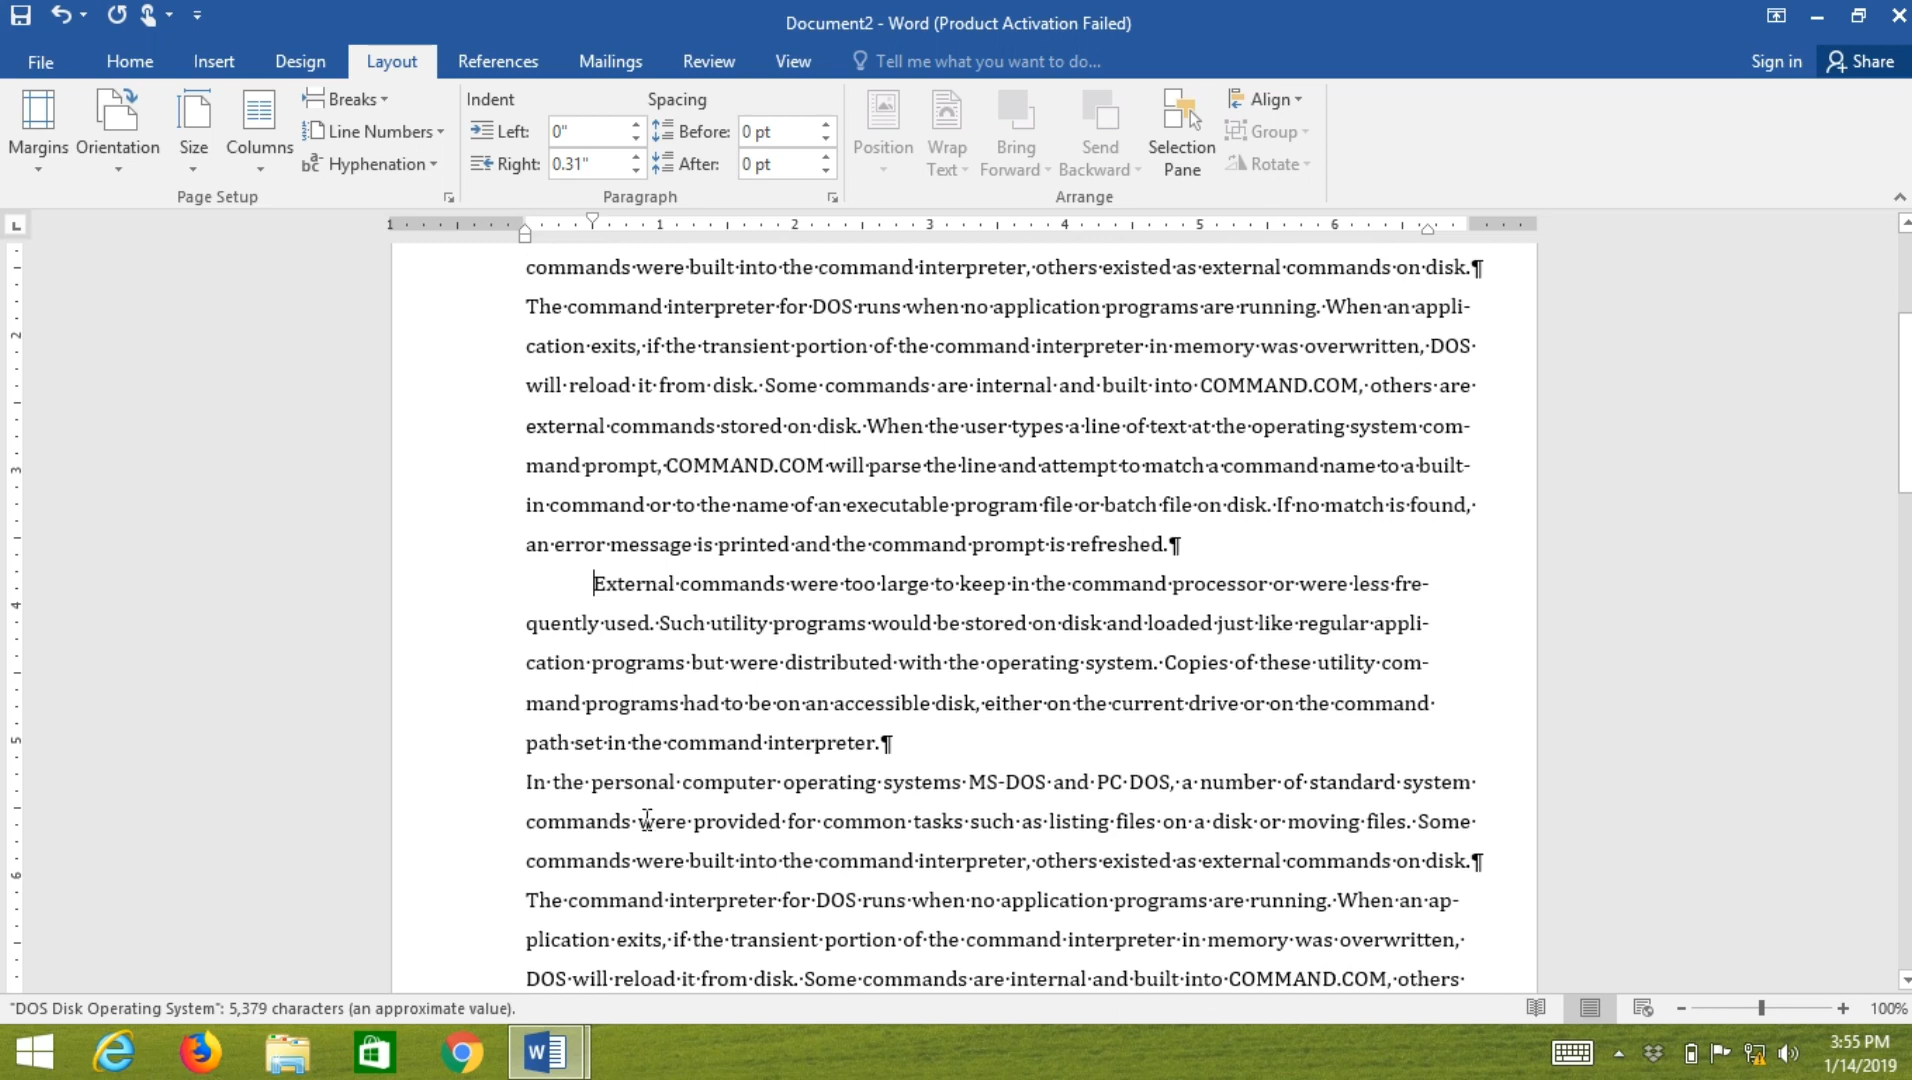 Document2 - Word (Product Activation Failed)
File Home Insert Design Layout References Mailings Review View Tell me what you want to do... Sign in Share
Margins Orientation Size Columns
Breaks
Line Numbers
Hyphenation
Page Setup
Indent Spacing
Left: 0" Before: 0 pt
Right: 0.31" After: 0 pt
Paragraph
Position Wrap Text Bring Forward Send Backward Selection Pane
Align
Group
Rotate
Arrange
L
1 1 2 3 4 5 6
2
3
4
5
6
commands were built into the command interpreter, others existed as external commands on disk.¶
The command interpreter for DOS runs when no application programs are running. When an appli-
cation exits, if the transient portion of the command interpreter in memory was overwritten, DOS
will reload it from disk. Some commands are internal and built into COMMAND.COM, others are
external commands stored on disk. When the user types a line of text at the operating system com-
mand prompt, COMMAND.COM will parse the line and attempt to match a command name to a built-
in command or to the name of an executable program file or batch file on disk. If no match is found,
an error message is printed and the command prompt is refreshed.¶
External commands were too large to keep in the command processor or were less fre-
quently used. Such utility programs would be stored on disk and loaded just like regular appli-
cation programs but were distributed with the operating system. Copies of these utility com-
mand programs had to be on an accessible disk, either on the current drive or on the command
path set in the command interpreter.¶
In the personal computer operating systems MS-DOS and PC DOS, a number of standard system
commands were provided for common tasks such as listing files on a disk or moving files. Some
commands were built into the command interpreter, others existed as external commands on disk.¶
The command interpreter for DOS runs when no application programs are running. When an ap-
plication exits, if the transient portion of the command interpreter in memory was overwritten,
DOS will reload it from disk. Some commands are internal and built into COMMAND.COM, others
"DOS Disk Operating System": 5,379 characters (an approximate value).
100%
3:55 PM
1/14/2019